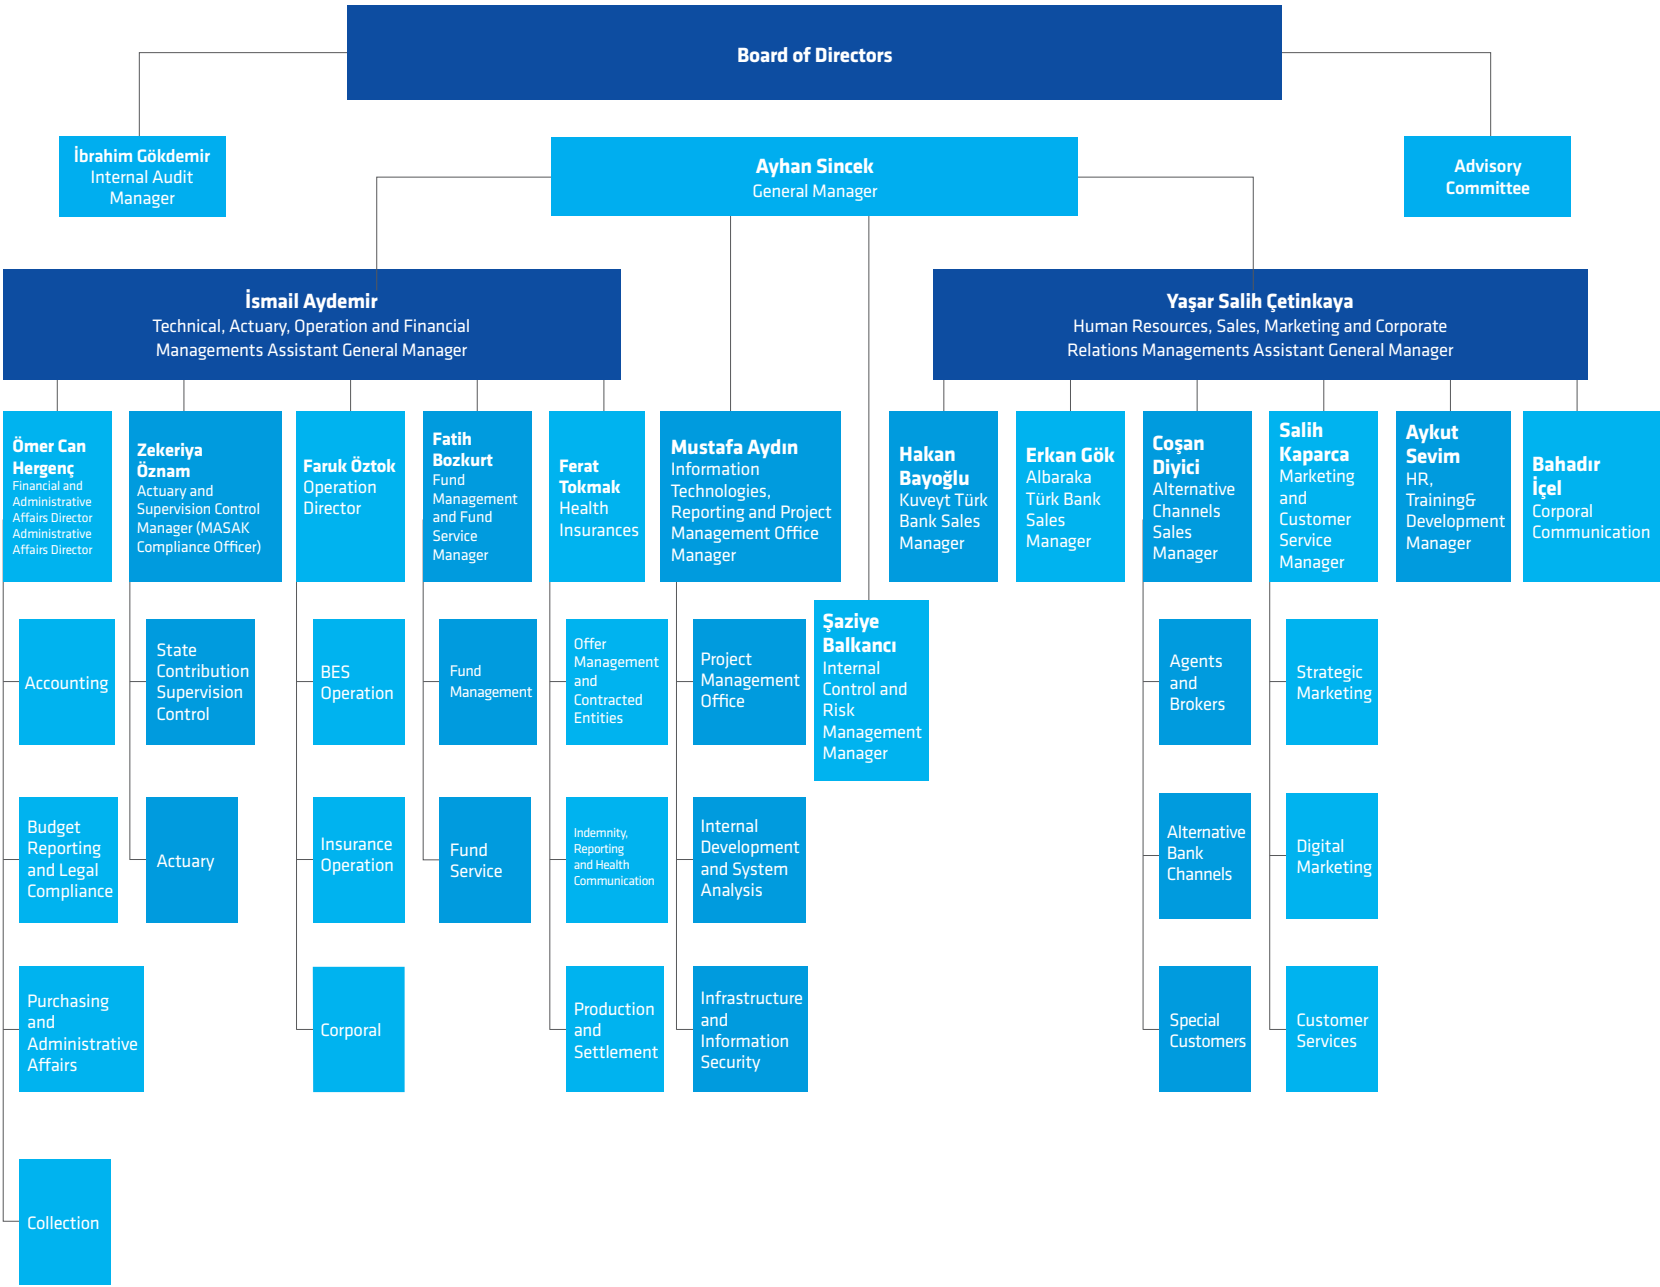 Board of Directors
İbrahim Gökdemir
Internal Audit
Manager
Ayhan Sincek
General Manager
Advisory
Committee
İsmail Aydemir
Technical, Actuary, Operation and Financial
Managements Assistant General Manager
Yaşar Salih Çetinkaya
Human Resources, Sales, Marketing and Corporate
Relations Managements Assistant General Manager
Ömer Can
Hergenç
Financial and
Administrative
Affairs Director
Administrative
Affairs Director
Zekeriya
Öznam
Actuary and
Supervision Control
Manager (MASAK
Compliance Officer)
Faruk Öztok
Operation
Director
Fatih
Bozkurt
Fund
Management
and Fund
Service
Manager
Ferat
Tokmak
Health
Insurances
Mustafa Aydın
Information
Technologies,
Reporting and Project
Management Office
Manager
Hakan
Bayoğlu
Kuveyt Türk
Bank Sales
Manager
Erkan Gök
Albaraka
Türk Bank
Sales
Manager
Coşan
Diyici
Alternative
Channels
Sales
Manager
Salih
Kaparca
Marketing
and
Customer
Service
Manager
Aykut
Sevim
HR,
Training&
Development
Manager
Bahadır
İçel
Corporal
Communication
Şaziye
Balkancı
Internal
Control and
Risk
Management
Manager
Accounting
State
Contribution
Supervision
Control
BES
Operation
Fund
Management
Offer
Management
and
Contracted
Entities
Project
Management
Office
Agents
and
Brokers
Strategic
Marketing
Budget
Reporting
and Legal
Compliance
Actuary
Insurance
Operation
Fund
Service
Indemnity,
Reporting
and Health
Communication
Internal
Development
and System
Analysis
Alternative
Bank
Channels
Digital
Marketing
Purchasing
and
Administrative
Affairs
Corporal
Production
and
Settlement
Infrastructure
and
Information
Security
Special
Customers
Customer
Services
Collection